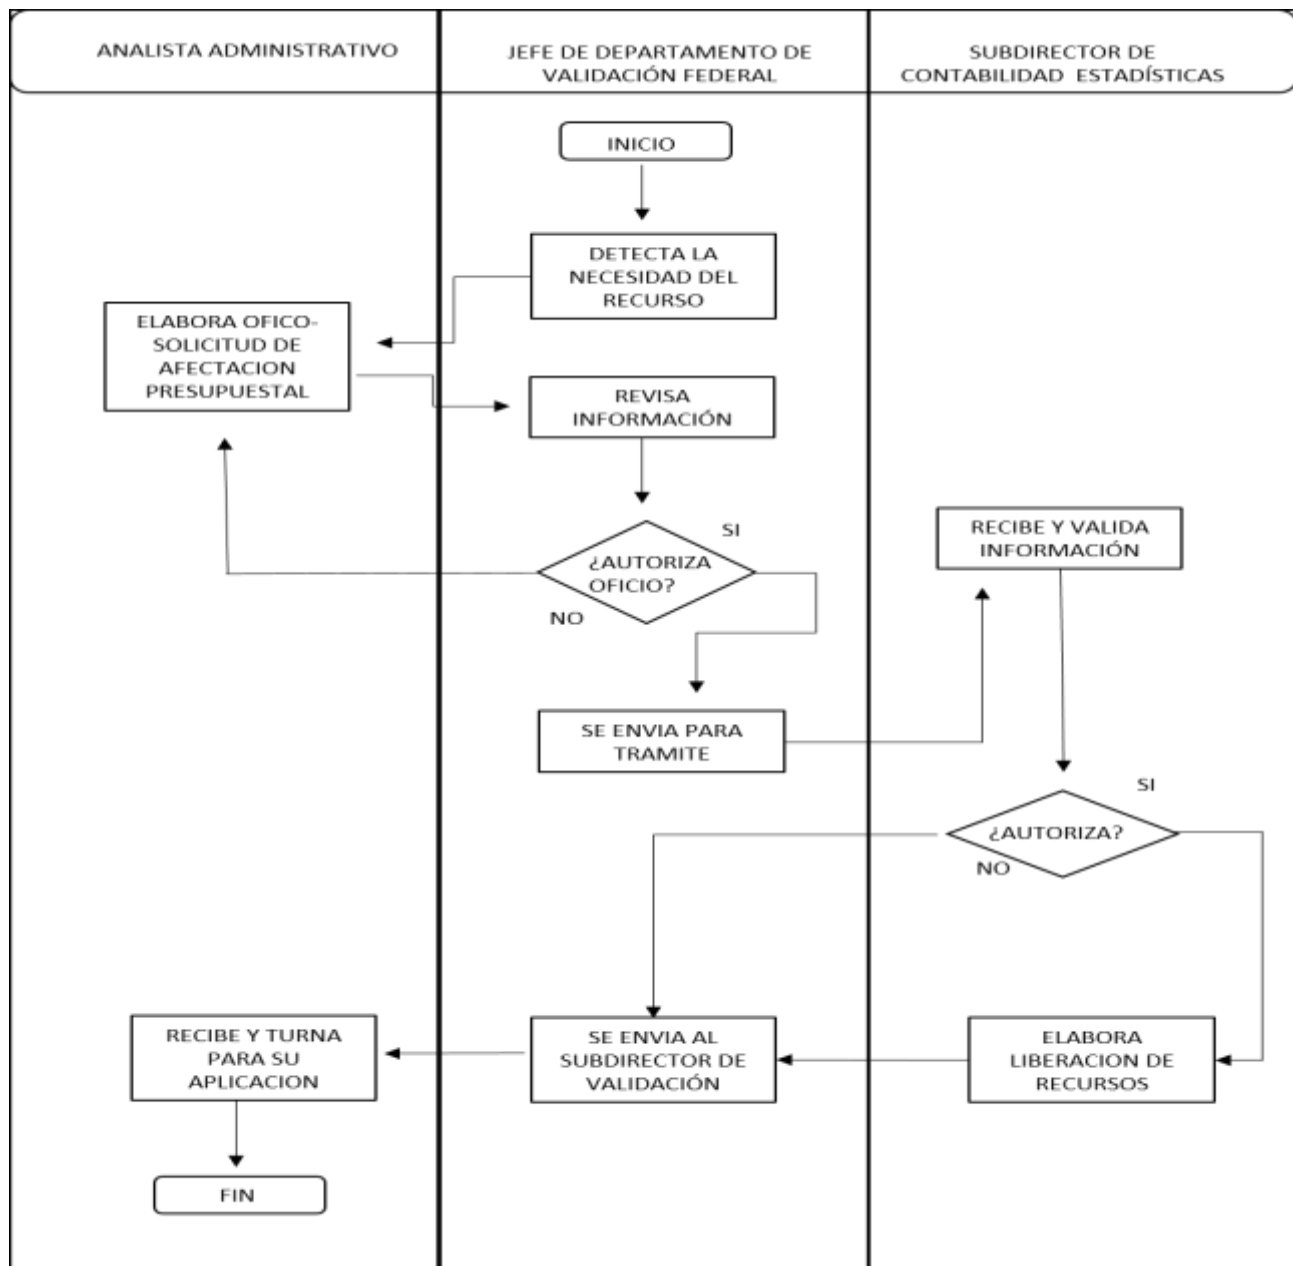 ANALISTA ADMINISTRATIVO
JEFE DE DEPARTAMENTO DE
VALIDACIÓN FEDERAL
SUBDIRECTOR DE
CONTABILIDAD ESTADÍSTICAS
INICIO
DETECTA LA
NECESIDAD DEL
RECURSO
ELABORA OFICO-
SOLICITUD DE
AFECTACION
PRESUPUESTAL
REVISA
INFORMACIÓN
SI
¿AUTORIZA
OFICIO?
NO
RECIBE Y VALIDA
INFORMACIÓN
SE ENVIA PARA
TRAMITE
SI
¿AUTORIZA?
NO
RECIBE Y TURNA
PARA SU
APLICACION
SE ENVIA AL
SUBDIRECTOR DE
VALIDACIÓN
ELABORA
LIBERACION DE
RECURSOS
FIN